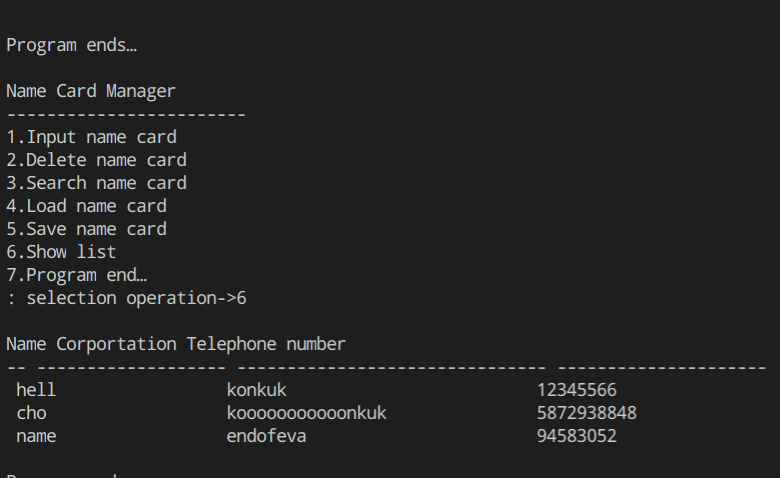 Program ends…
Name Card Manager
------------------------
1.Input name card
2.Delete name card
3.Search name card
4.Load name card
5.Save name card
6.Show list
7.Program end…
: selection operation->6
Name Corportation Telephone number
-- ------------------- ------------------------------- ---------------------
hell konkuk 12345566
cho kooooooooooonkuk 5872938848
name endofeva 94583052